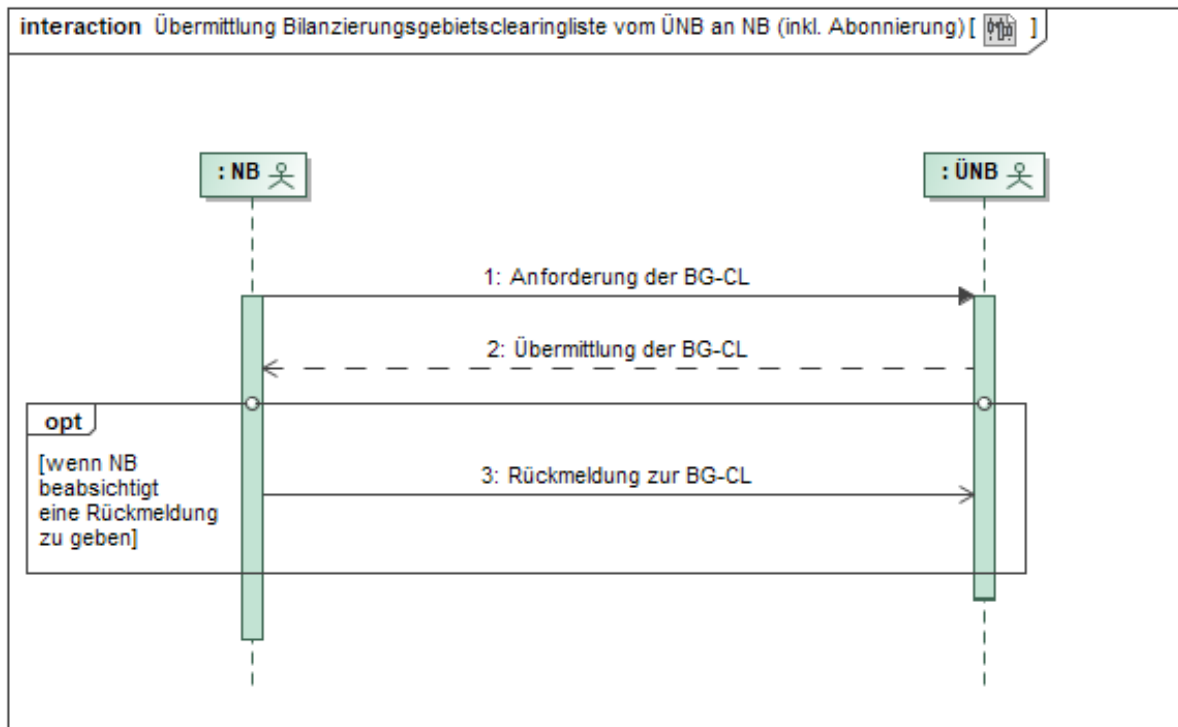 interaction Übermittlung Bilanzierungsgebietsclearingliste vom ÜNB an NB (inkl. Abonnierung) [ ]
: NB
: ÜNB
1: Anforderung der BG-CL
2: Übermittlung der BG-CL
opt
[wenn NB
beabsichtigt
eine Rückmeldung
zu geben]
3: Rückmeldung zur BG-CL